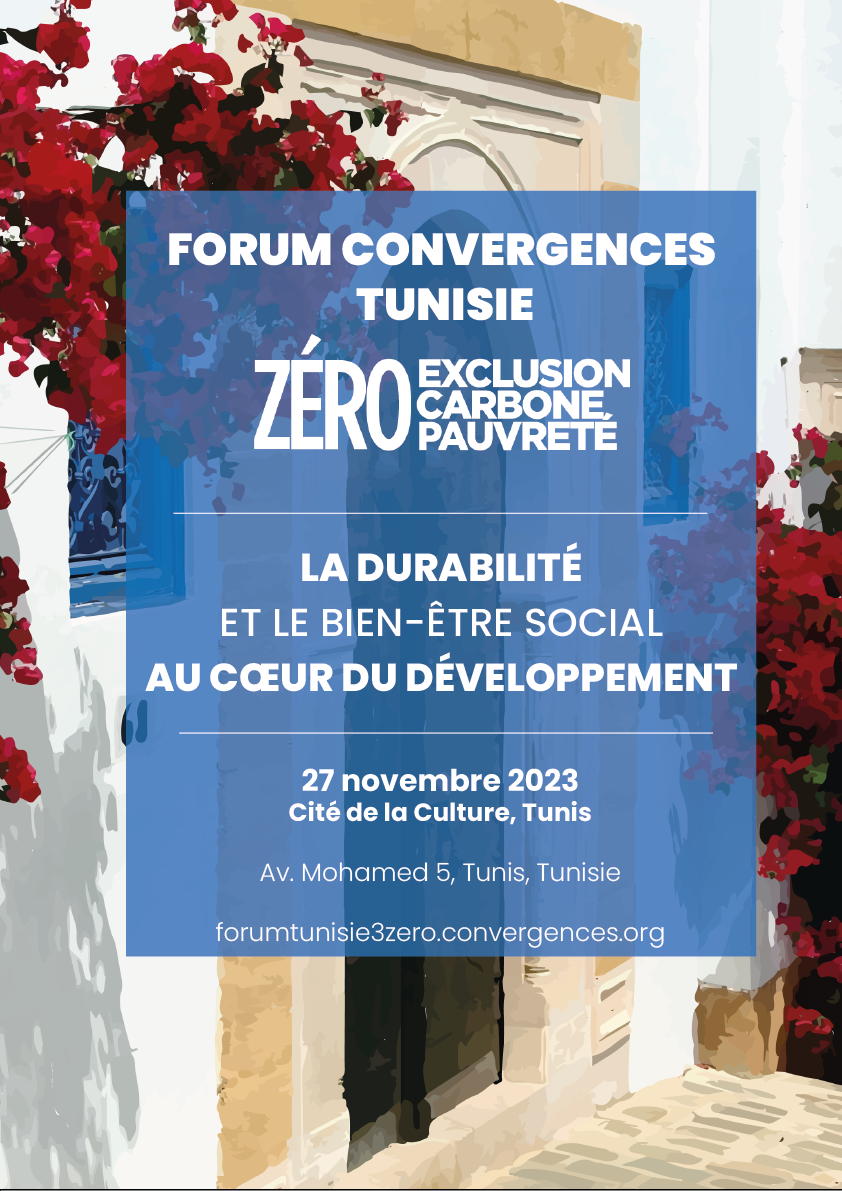 FORUM CONVERGENCES
TUNISIE
ZÉRO EXCLUSION
CARBONE
PAUVRETÉ
LA DURABILITÉ
ET LE BIEN-ÊTRE SOCIAL
AU CŒUR DU DÉVELOPPEMENT
27 novembre 2023
Cité de la Culture, Tunis
Av. Mohamed 5, Tunis, Tunisie
forumtunisie3zero.convergences.org